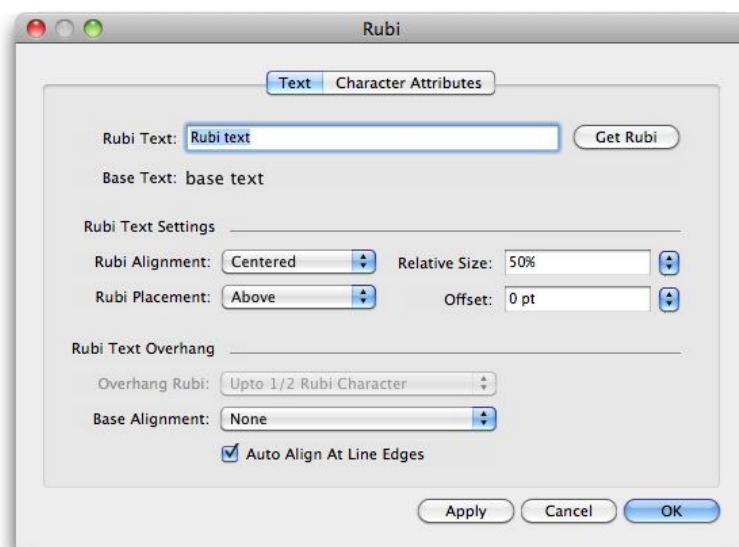 Rubi
Text Character Attributes
Rubi Text: Rubi text Get Rubi
Base Text: base text
Rubi Text Settings
Rubi Alignment: Centered Relative Size: 50%
Rubi Placement: Above Offset: 0 pt
Rubi Text Overhang
Overhang Rubi: Upto 1/2 Rubi Character
Base Alignment: None
Auto Align At Line Edges
Apply Cancel OK